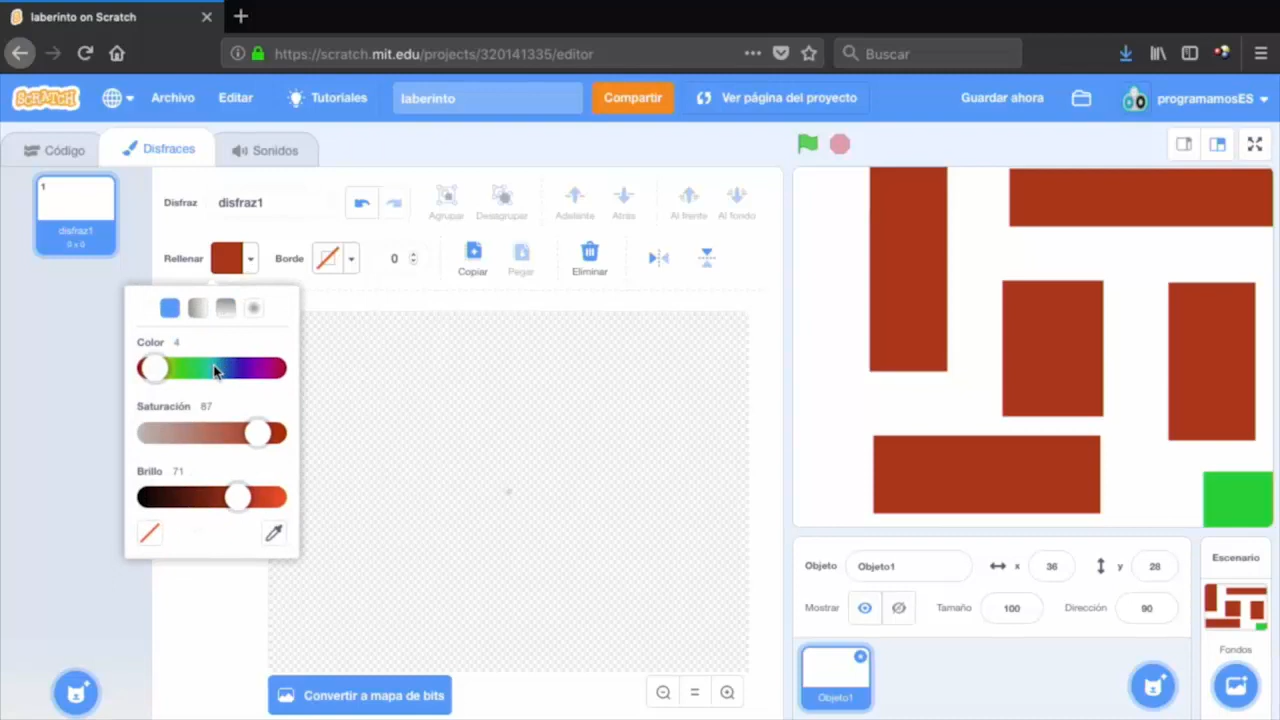 laberinto on Scratch
https://scratch.mit.edu/projects/320141335/editor
Buscar
SCRATCH
Archivo
Editar
Tutoriales
laberinto
Compartir
Ver página del proyecto
Guardar ahora
programamosES
Código
Disfraces
Sonidos
1
disfraz1
0 x 0
Disfraz
disfraz1
Agrupar
Desagrupar
Adelante
Atrás
Al frente
Al fondo
Rellenar
Borde
0
Copiar
Pegar
Eliminar
Color 4
Saturación 87
Brillo 71
Convertir a mapa de bits
Objeto
Objeto1
x
36
y
28
Mostrar
Tamaño
100
Dirección
90
Objeto1
Escenario
Fondos